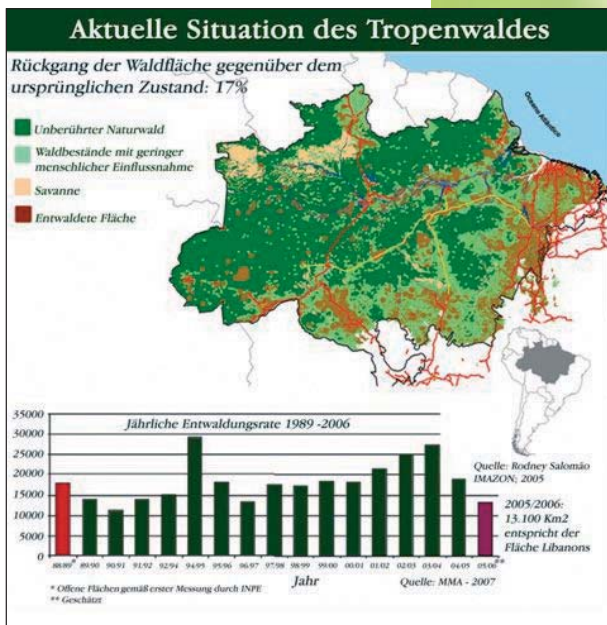 Aktuelle Situation des Tropenwaldes
Rückgang der Waldfläche gegenüber dem
ursprünglichen Zustand: 17%
Unberührter Naturwald
Waldbestände mit geringer
menschlicher Einflussnahme
Savanne
Entwaldete Fläche
Oceano Atlântico
Jährliche Entwaldungsrate 1989 -2006
35000
30000
25000
20000
15000
10000
5000
0
88/89* 89/90 90/91 91/92 92/94 94/95 95/96 96/97 97/98 98/99 99/00 00/01 01/02 02/03 03/04 04/05 05/06**
Jahr
Quelle: Rodney Salomão
IMAZON; 2005
2005/2006:
13.100 Km2
entspricht der
Fläche Libanons
* Offene Flächen gemäß erster Messung durch INPE
** Geschätzt
Quelle: MMA - 2007